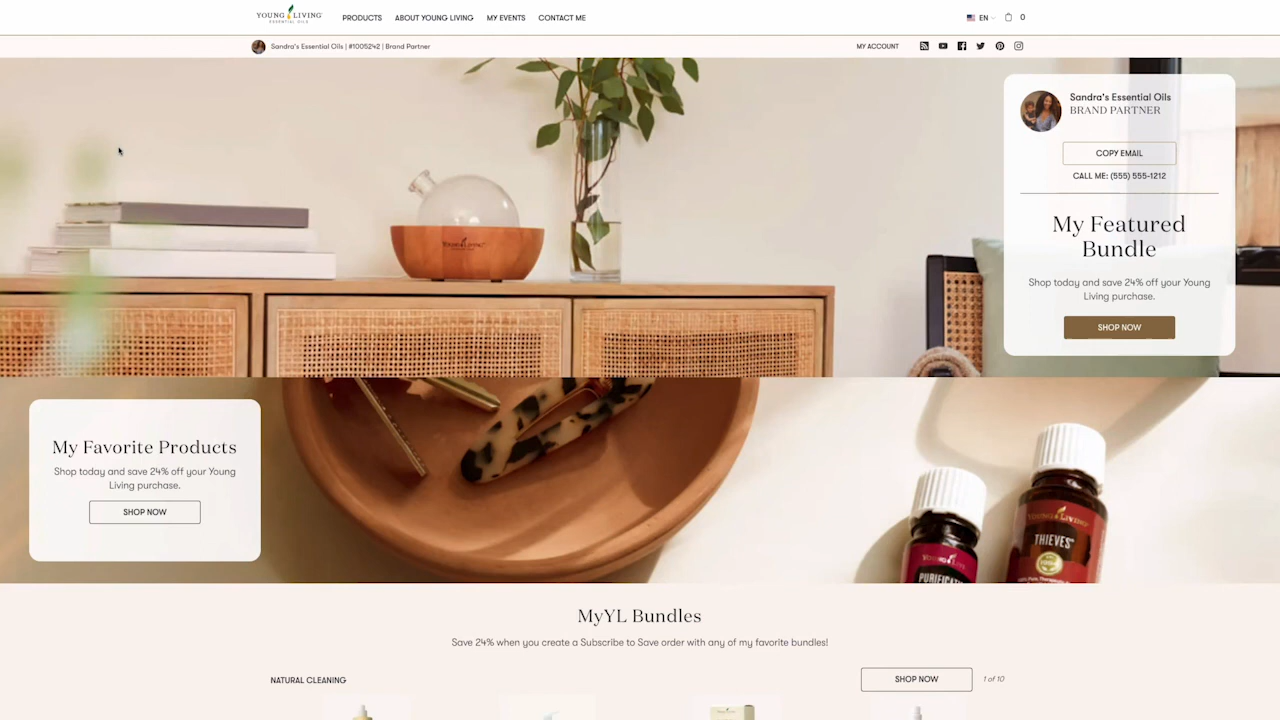 YOUNG LIVING
ESSENTIAL OILS
PRODUCTS ABOUT YOUNG LIVING MY EVENTS CONTACT ME
EN
0
Sandra's Essential Oils | #1005242 | Brand Partner
MY ACCOUNT
YOUNG LIVING
Sandra's Essential Oils
BRAND PARTNER
COPY EMAIL
CALL ME: (555) 555-1212
My Featured
Bundle
Shop today and save 24% off your Young
Living purchase.
SHOP NOW
My Favorite Products
Shop today and save 24% off your Young
Living purchase.
SHOP NOW
YOUNG LIVING
THIEVES
MyYL Bundles
Save 24% when you create a Subscribe to Save order with any of my favorite bundles!
NATURAL CLEANING
SHOP NOW
1 of 10